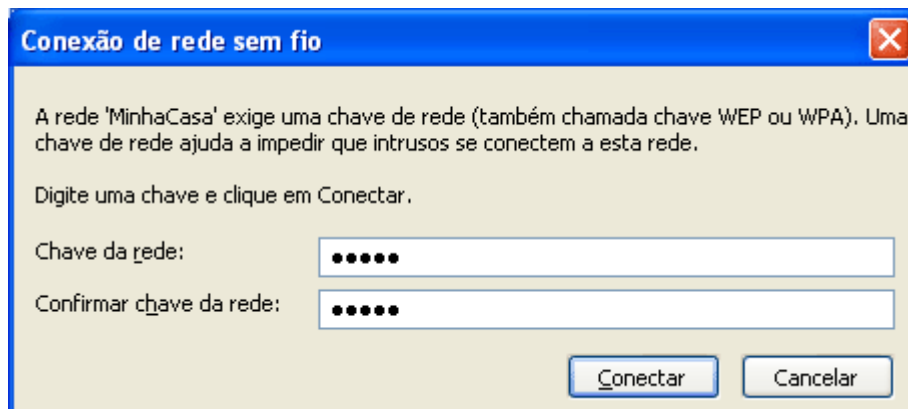 Conexão de rede sem fio
A rede 'MinhaCasa' exige uma chave de rede (também chamada chave WEP ou WPA). Uma
chave de rede ajuda a impedir que intrusos se conectem a esta rede.
Digite uma chave e clique em Conectar.
Chave da rede: •••••
Confirmar chave da rede: •••••
Conectar Cancelar